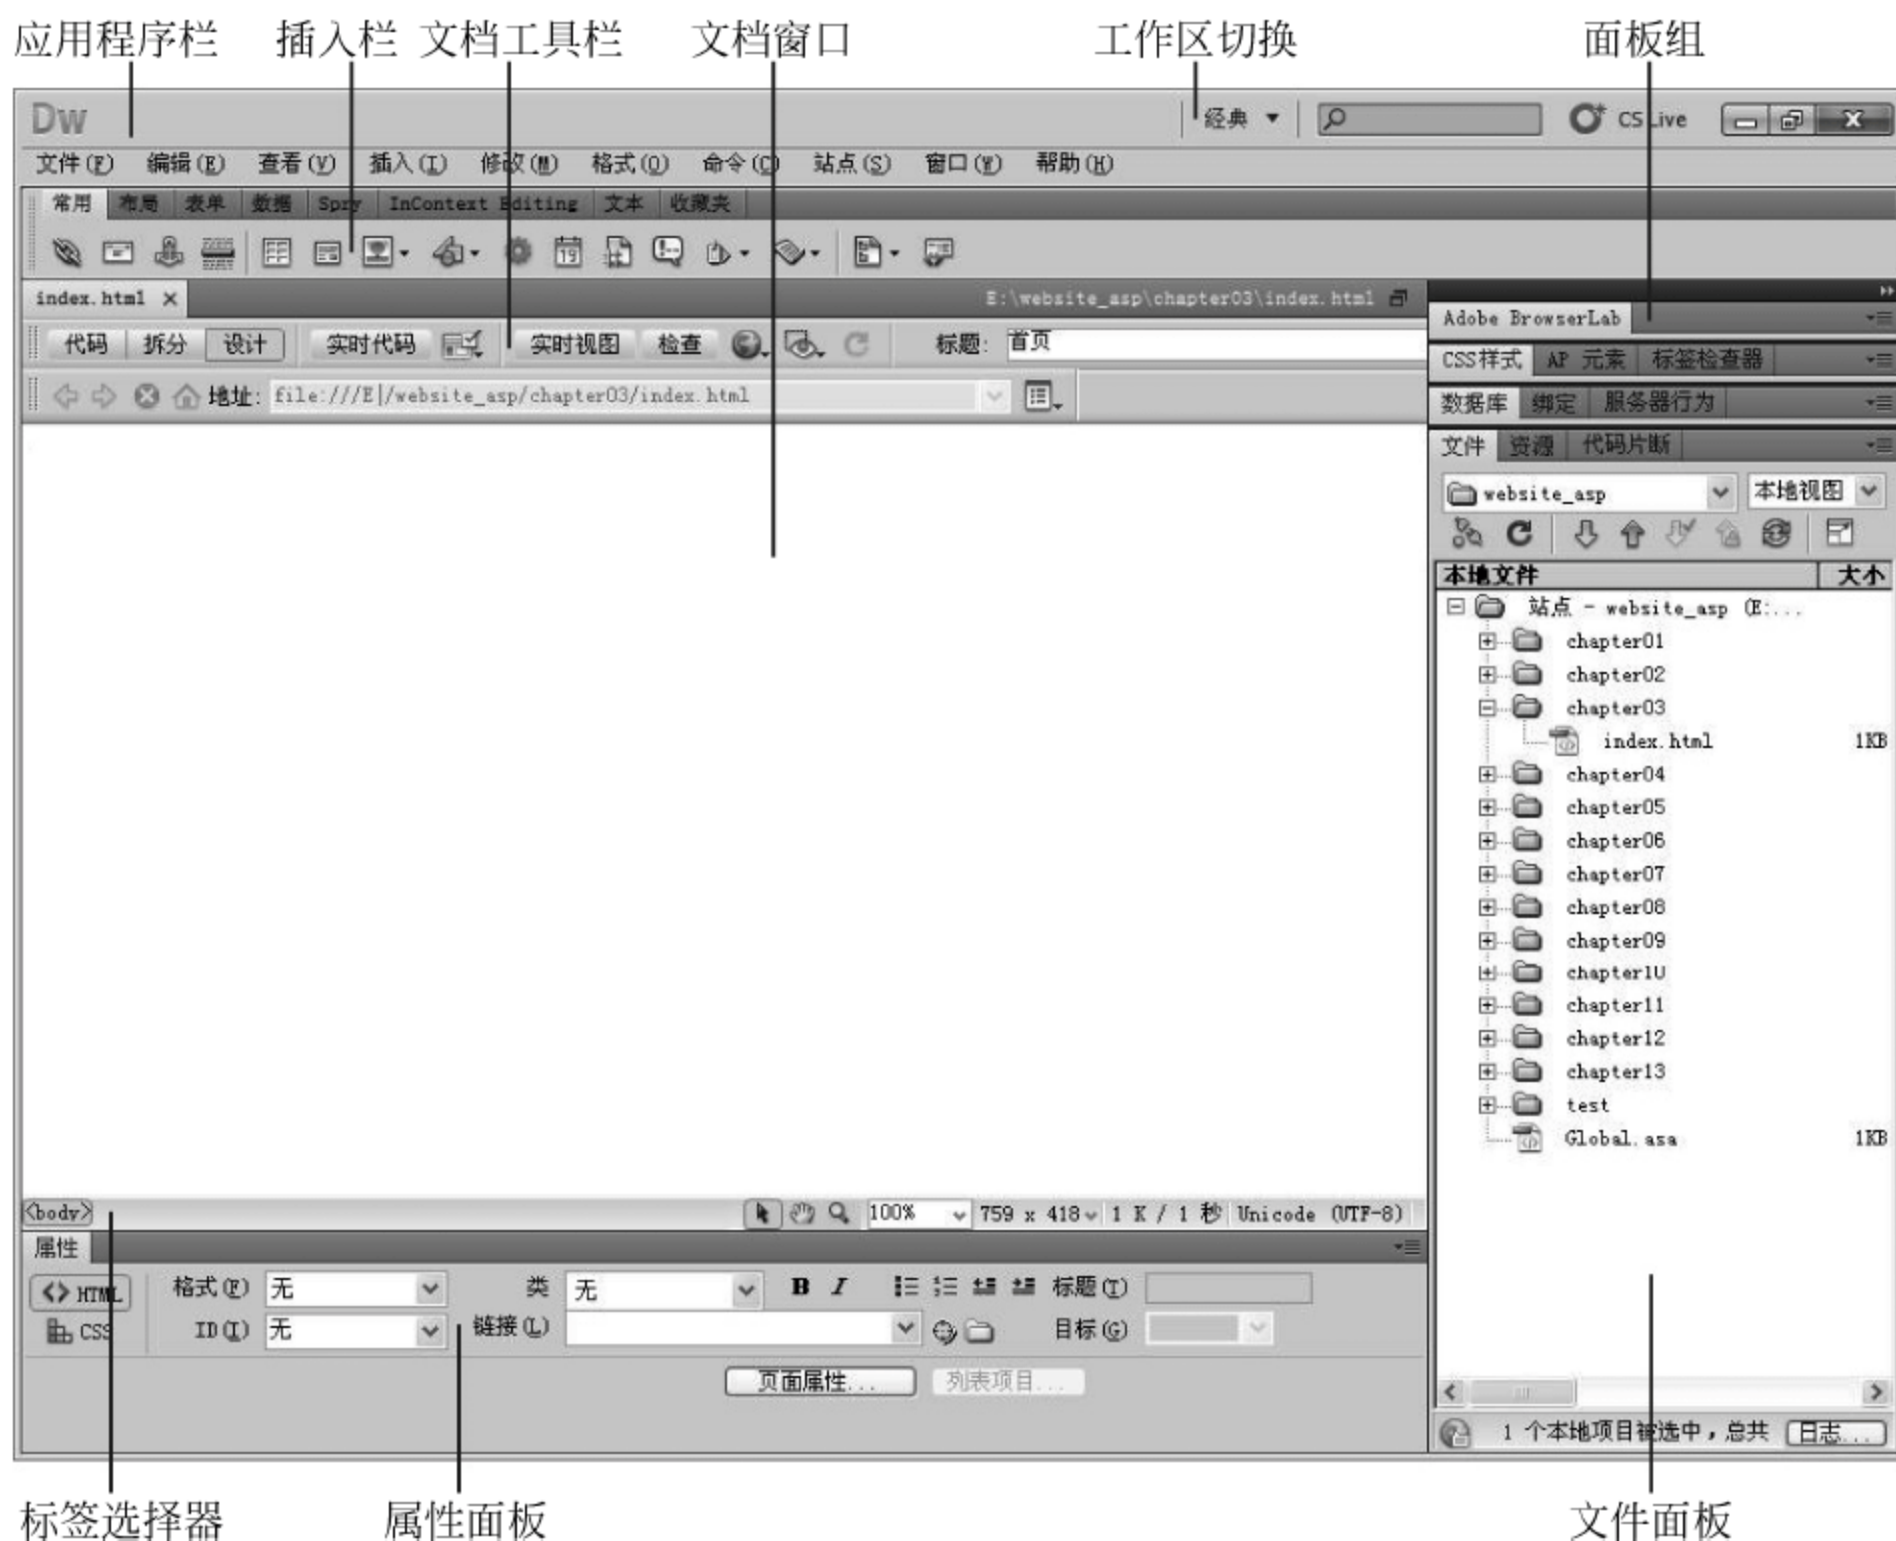 应用程序栏 插入栏 文档工具栏 文档窗口 工作区切换 面板组
Dw 经典 CS Live
文件(F) 编辑(E) 查看(V) 插入(I) 修改(M) 格式(O) 命令(C) 站点(S) 窗口(W) 帮助(H)
常用 布局 表单 数据 Spry InContext Editing 文本 收藏夹
19
index.html E:\website_asp\chapter03\index.html
代码 拆分 设计 实时代码 实时视图 检查 标题: 首页
地址: file:///E|/website_asp/chapter03/index.html
Adobe BrowserLab
CSS样式 AP 元素 标签检查器
数据库 绑定 服务器行为
文件 资源 代码片断
website_asp 本地视图
本地文件 大小
站点 - website_asp (E:...
chapter01
chapter02
chapter03
index.html 1KB
chapter04
chapter05
chapter06
chapter07
chapter08
chapter09
chapter10
chapter11
chapter12
chapter13
test
Global.asa 1KB
<body> 100% 759 x 418 1 K / 1 秒 Unicode (UTF-8)
属性
HTML 格式(F) 无 类 无 B I 标题(T)
CSS ID(I) 无 链接(L) 目标(G)
页面属性... 列表项目...
1 个本地项目被选中，总共 日志...
标签选择器 属性面板 文件面板